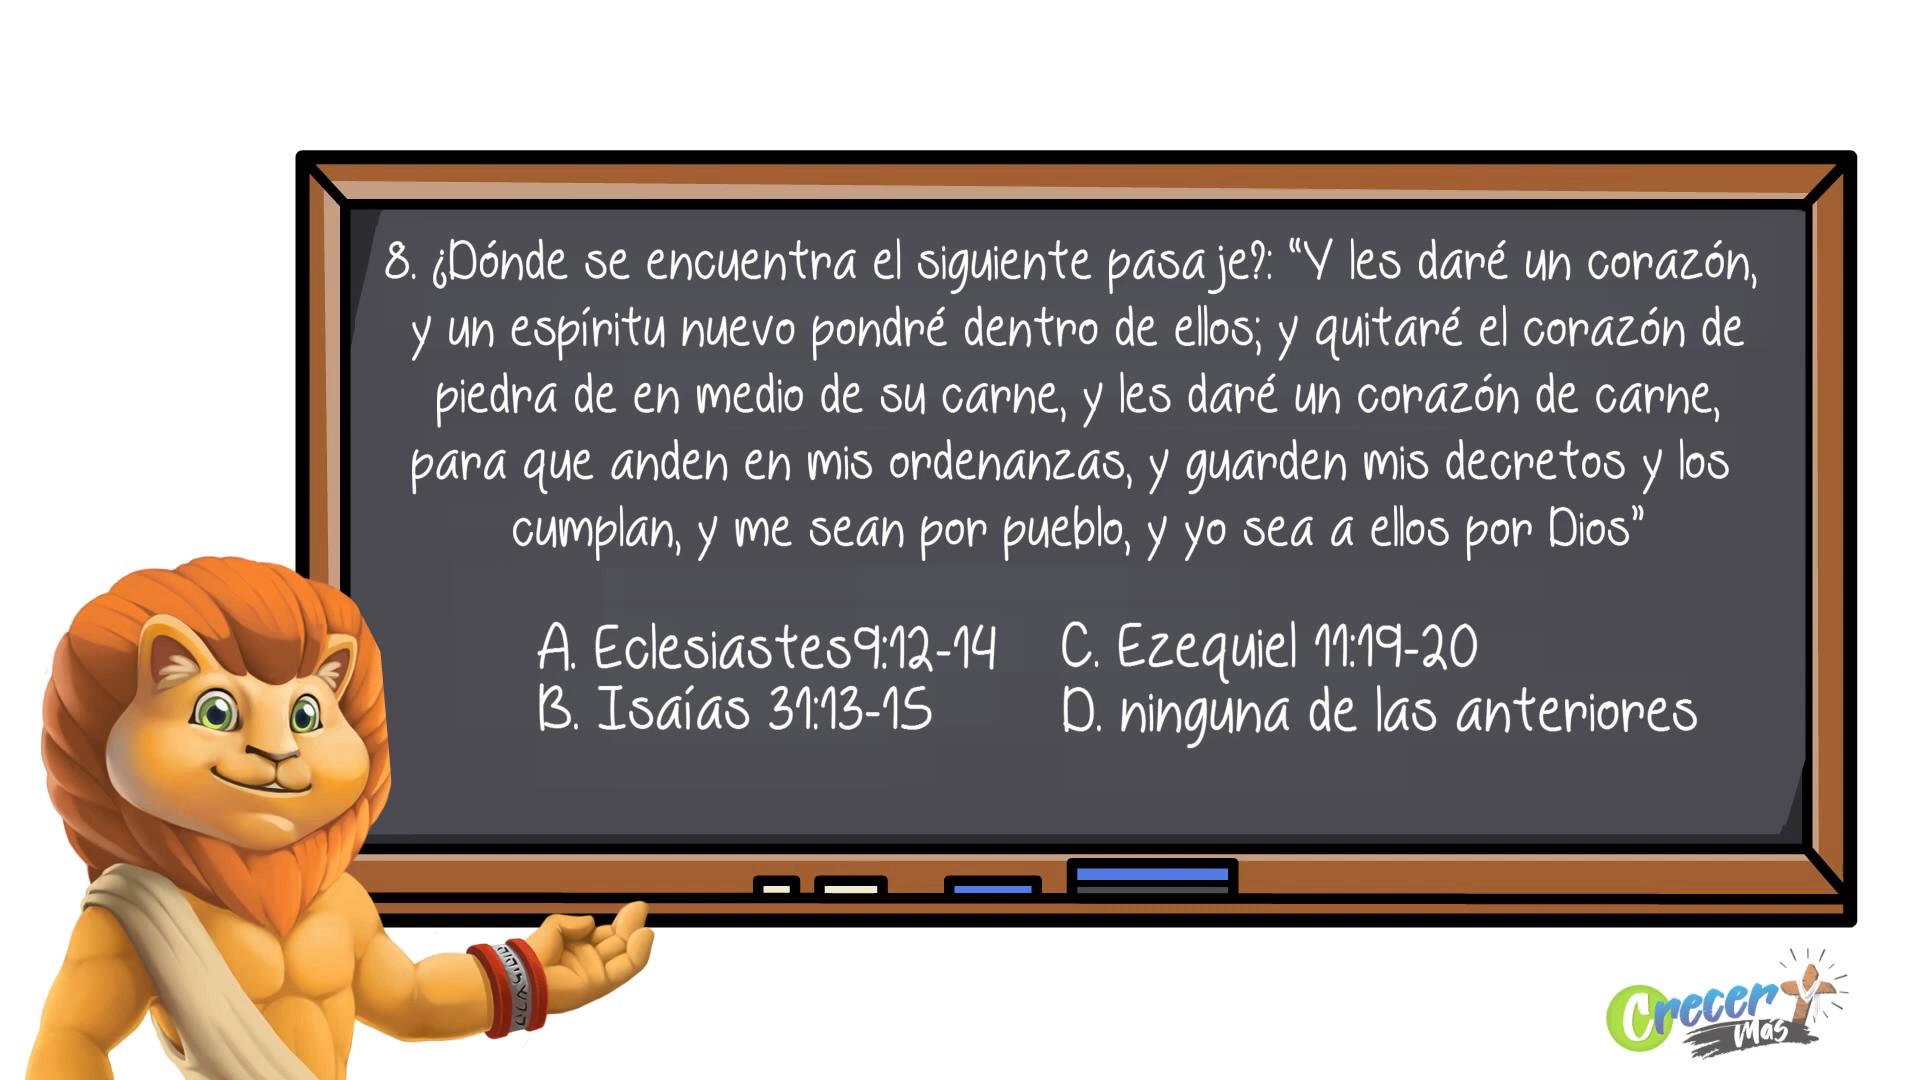 8. ¿Dónde se encuentra el siguiente pasaje?: “Y les daré un corazón,
y un espíritu nuevo pondré dentro de ellos; y quitaré el corazón de
piedra de en medio de su carne, y les daré un corazón de carne,
para que anden en mis ordenanzas, y guarden mis decretos y los
cumplan, y me sean por pueblo, y yo sea a ellos por Dios”
A. Eclesiastes9:12-14
B. Isaías 31:13-15
C. Ezequiel 11:19-20
D. ninguna de las anteriores
Crecer
Más